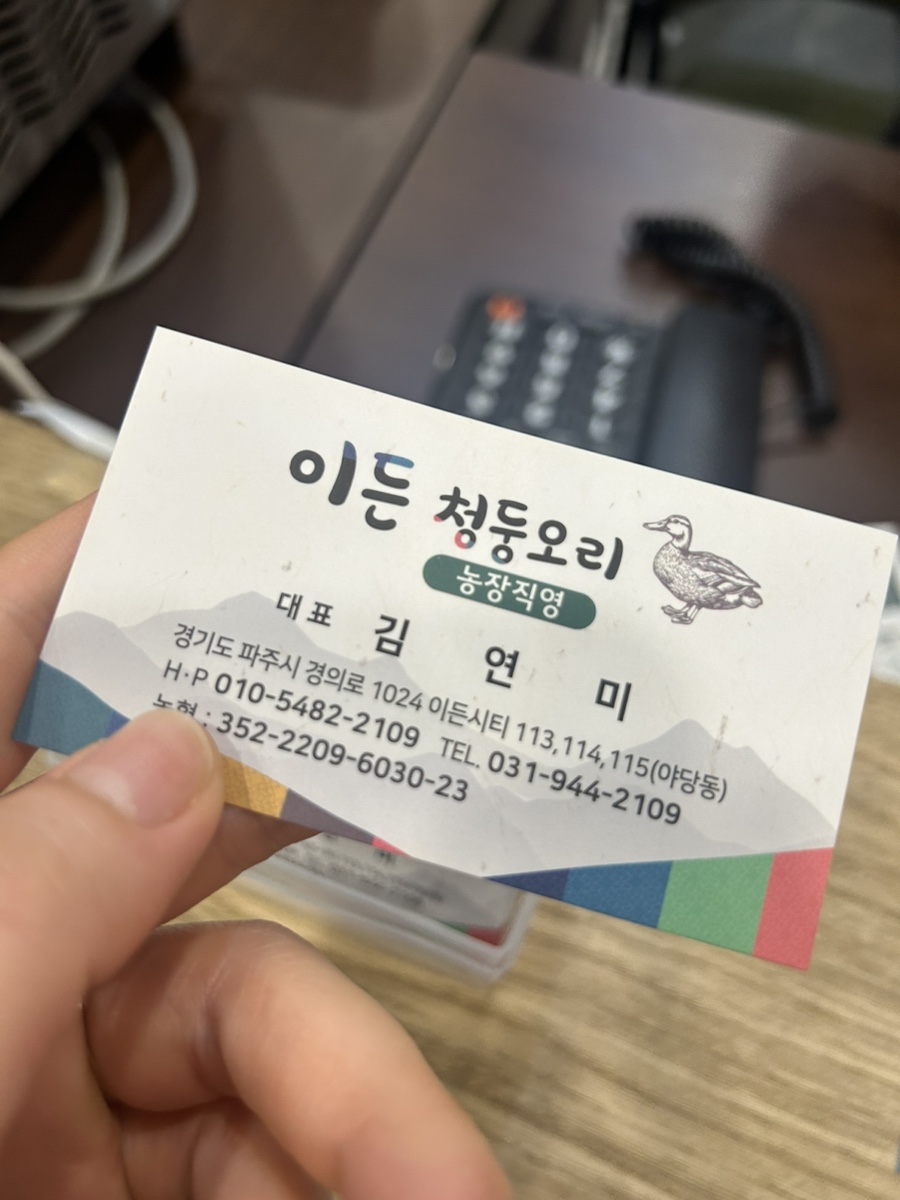 이든 청둥오리
농장직영
대표 김 연 미
경기도 파주시 경의로 1024 이든시티 113,114,115(야당동)
H·P 010-5482-2109 TEL. 031-944-2109
농협 : 352-2209-6030-23